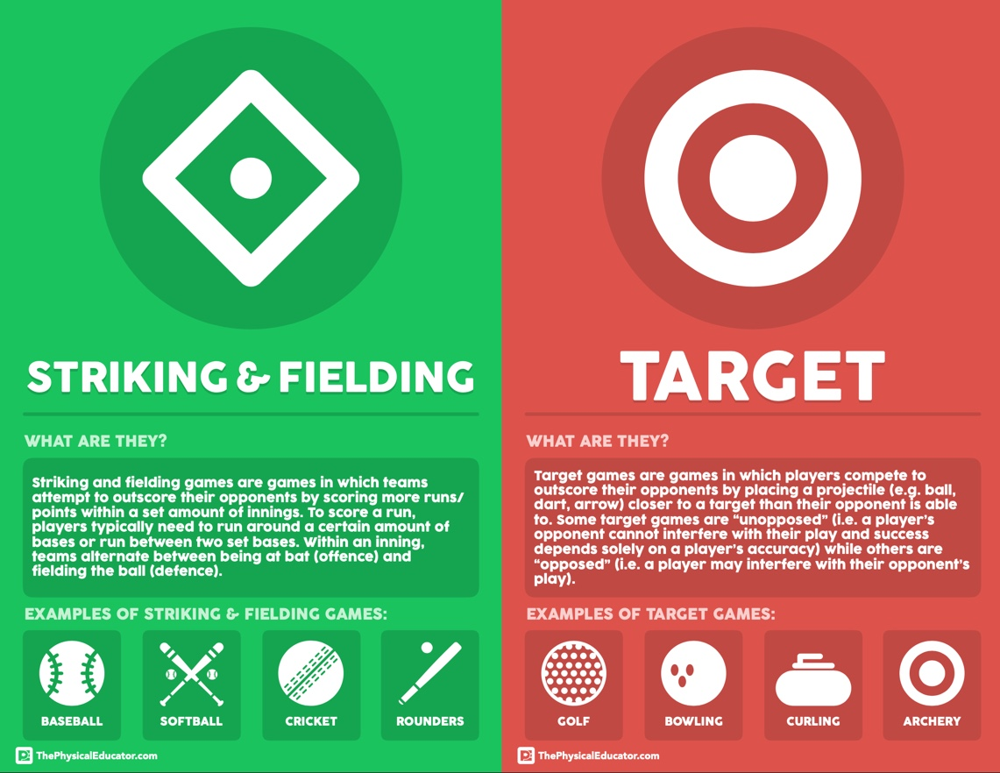 STRIKING & FIELDING
WHAT ARE THEY?
Striking and fielding games are games in which teams
attempt to outscore their opponents by scoring more runs/
points within a set amount of innings. To score a run,
players typically need to run around a certain amount of
bases or run between two set bases. Within an inning,
teams alternate between being at bat (offence) and
fielding the ball (defence).
EXAMPLES OF STRIKING & FIELDING GAMES:
BASEBALL
SOFTBALL
CRICKET
ROUNDERS
ThePhysicalEducator.com
TARGET
WHAT ARE THEY?
Target games are games in which players compete to
outscore their opponents by placing a projectile (e.g. ball,
dart, arrow) closer to a target than their opponent is able
to. Some target games are “unopposed” (i.e. a player’s
opponent cannot interfere with their play and success
depends solely on a player’s accuracy) while others are
“opposed” (i.e. a player may interfere with their opponent’s
play).
EXAMPLES OF TARGET GAMES:
GOLF
BOWLING
CURLING
ARCHERY
ThePhysicalEducator.com